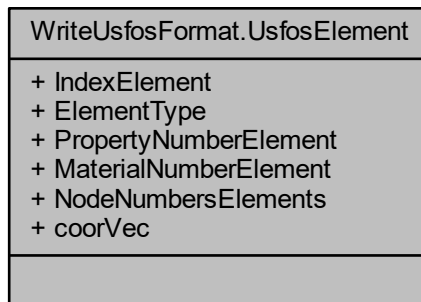 WriteUsfosFormat.UsfosElement
+ IndexElement
+ ElementType
+ PropertyNumberElement
+ MaterialNumberElement
+ NodeNumbersElements
+ coorVec